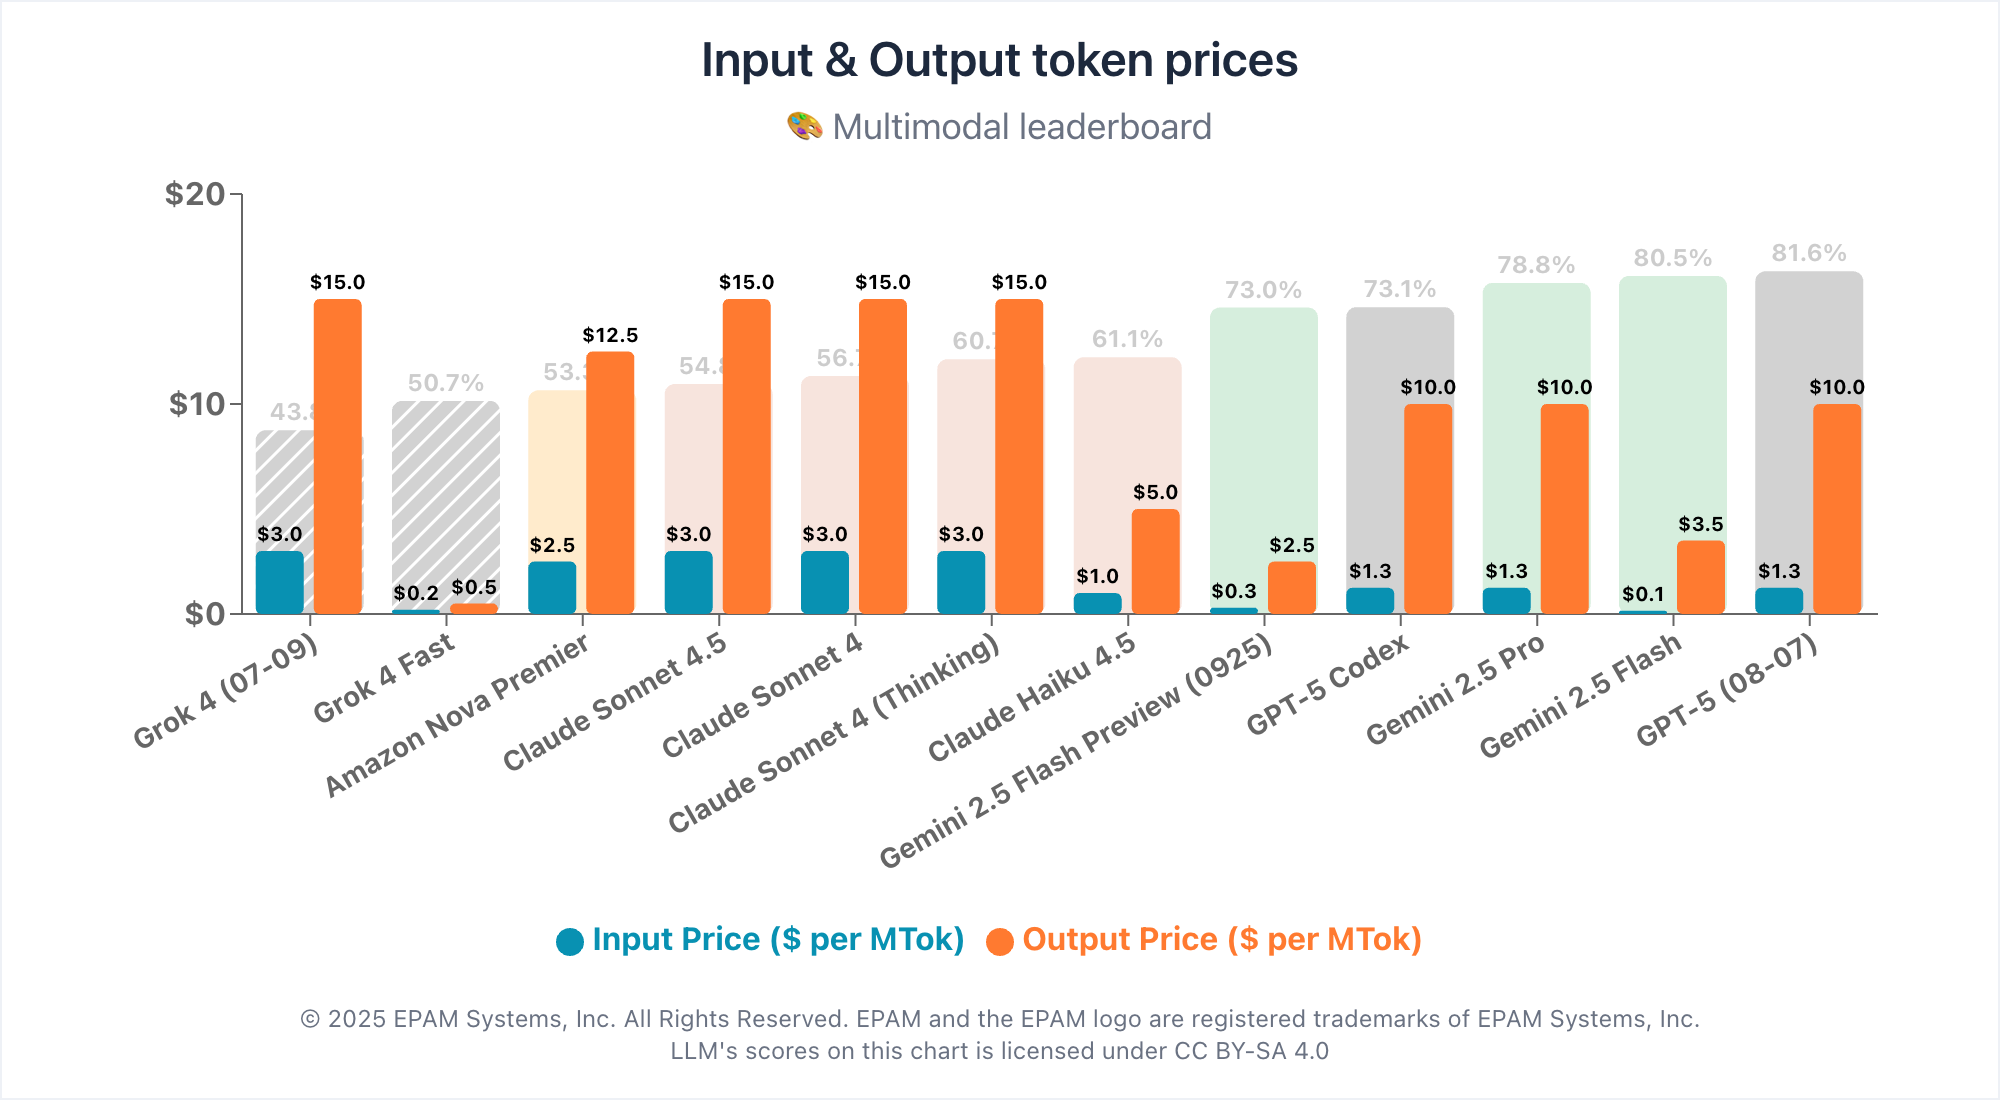 Input & Output token prices
🎨 Multimodal leaderboard
$20
$10
$0
43.8
50.7%
53.
54.8
56.
60.
61.1%
73.0%
73.1%
78.8%
80.5%
81.6%
$3.0 $15.0
$0.2 $0.5
$2.5 $12.5
$3.0 $15.0
$3.0 $15.0
$3.0 $15.0
$1.0 $5.0
$0.3 $2.5
$1.3 $10.0
$1.3 $10.0
$0.1 $3.5
$1.3 $10.0
Grok 4 (07-09)
Grok 4 Fast
Amazon Nova Premier
Claude Sonnet 4.5
Claude Sonnet 4
Claude Sonnet 4 (Thinking)
Claude Haiku 4.5
Gemini 2.5 Flash Preview (0925)
GPT-5 Codex
Gemini 2.5 Pro
Gemini 2.5 Flash
GPT-5 (08-07)
Input Price ($ per MTok) Output Price ($ per MTok)
© 2025 EPAM Systems, Inc. All Rights Reserved. EPAM and the EPAM logo are registered trademarks of EPAM Systems, Inc.
LLM's scores on this chart is licensed under CC BY-SA 4.0